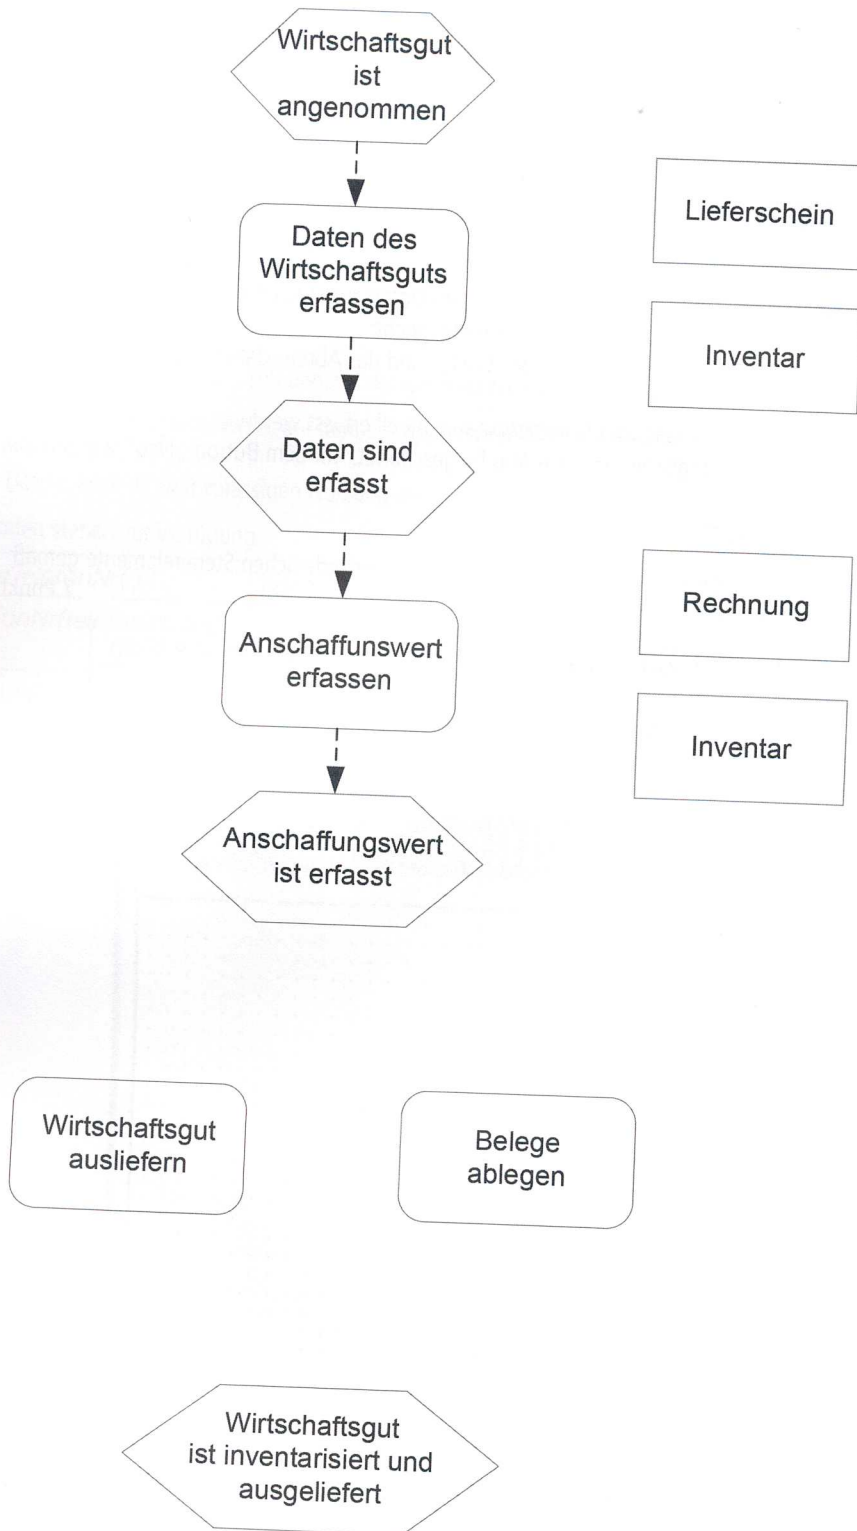 Wirtschaftsgut
ist
angenommen
Lieferschein
Daten des
Wirtschaftsguts
erfassen
Inventar
Daten sind
erfasst
Rechnung
Anschaffunswert
erfassen
Inventar
Anschaffungswert
ist erfasst
Wirtschaftsgut
ausliefern
Belege
ablegen
Wirtschaftsgut
ist inventarisiert und
ausgeliefert